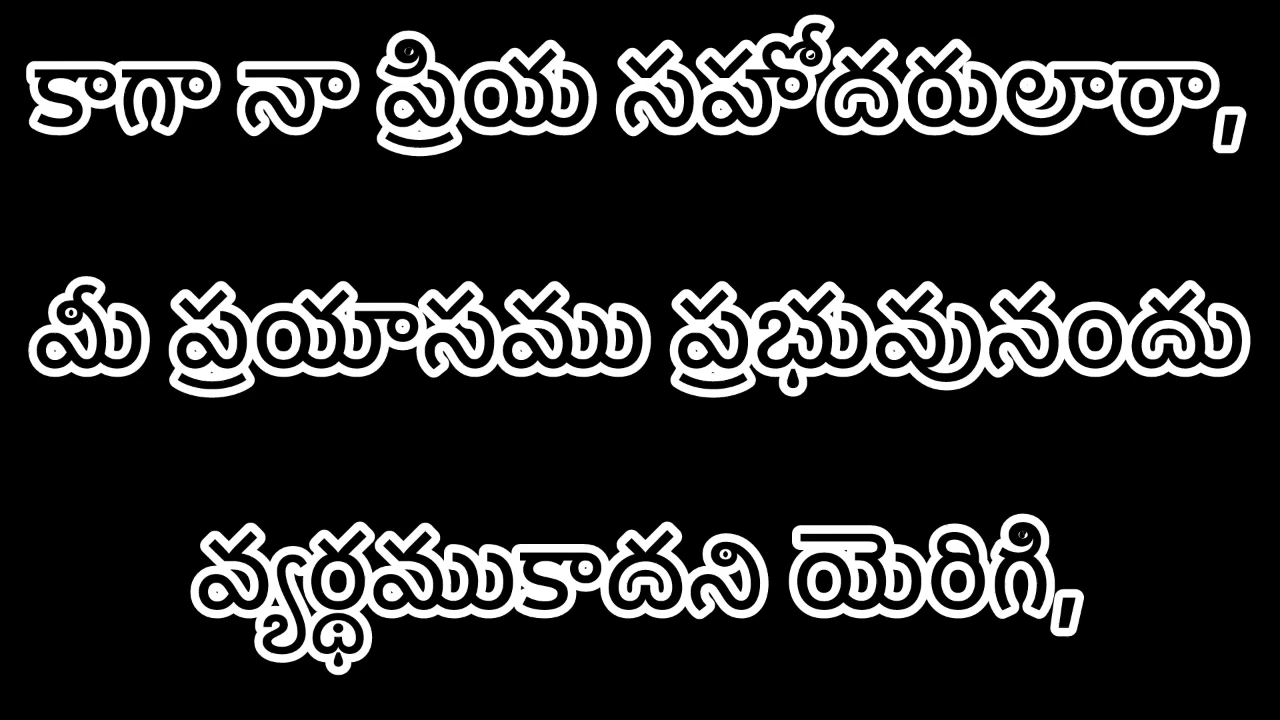 కాగా నా ప్రియ సహోదరులారా,
మీ ప్రయాసము ప్రభువునందు
వ్యర్థముకాదని యెరిగి,